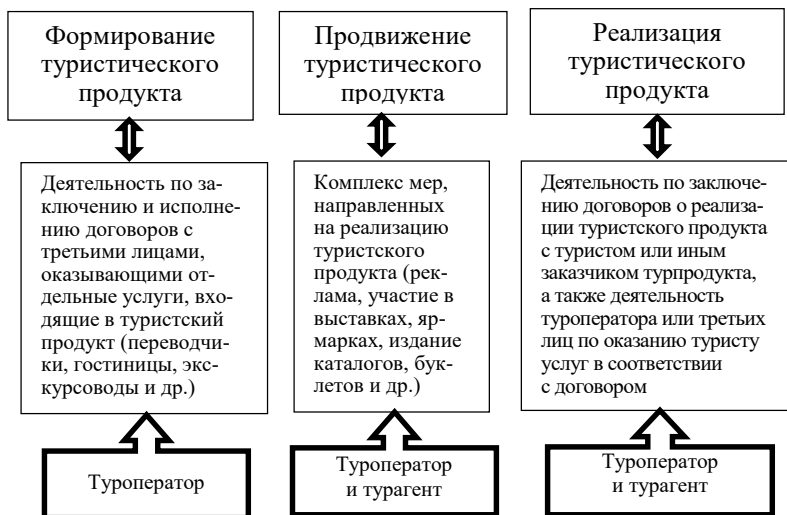 Формирование
туристического
продукта
Продвижение
туристического
продукта
Реализация
туристического
продукта
Деятельность по за-
ключению и исполне-
нию договоров с
третьими лицами,
оказывающими от-
дельные услуги, вхо-
дящие в туристский
продукт (переводчи-
ки, гостиницы, экс-
курсоводы и др.)
Комплекс мер,
направленных
на реализацию
туристского
продукта (рек-
лама, участие в
выставках, яр-
марках, издание
каталогов, бук-
летов и др.)
Деятельность по заключе-
нию договоров о реализа-
ции туристского продукта
с туристом или иным
заказчиком турпродукта,
а также деятельность
туроператора или третьих
лиц по оказанию туристу
услуг в соответствии
с договором
Туроператор
Туроператор
и турагент
Туроператор
и турагент